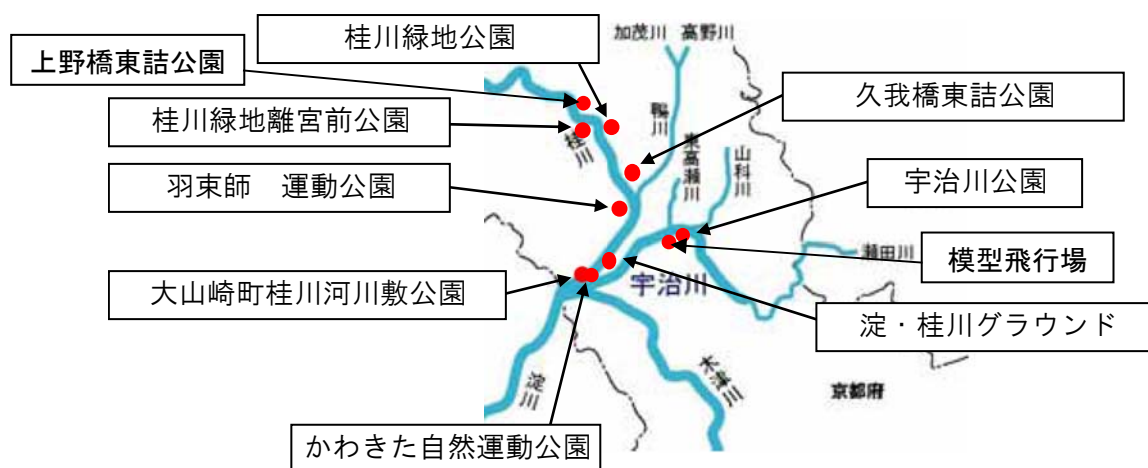 桂川緑地公園
加茂川 高野川
上野橋東詰公園
久我橋東詰公園
桂川緑地離宮前公園
桂川
鴨川
東高瀬川
山科川
羽束師 運動公園
宇治川公園
瀬田川
模型飛行場
大山崎町桂川河川敷公園
宇治川
淀・桂川グラウンド
淀川
木津川
京都府
かわきた自然運動公園